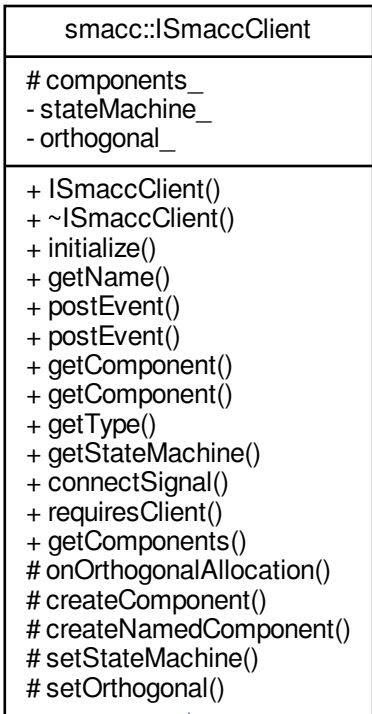 smacc::ISmaccClient
# components_
- stateMachine_
- orthogonal_
+ ISmaccClient()
+ ~ISmaccClient()
+ initialize()
+ getName()
+ postEvent()
+ postEvent()
+ getComponent()
+ getComponent()
+ getType()
+ getStateMachine()
+ connectSignal()
+ requiresClient()
+ getComponents()
# onOrthogonalAllocation()
# createComponent()
# createNamedComponent()
# setStateMachine()
# setOrthogonal()